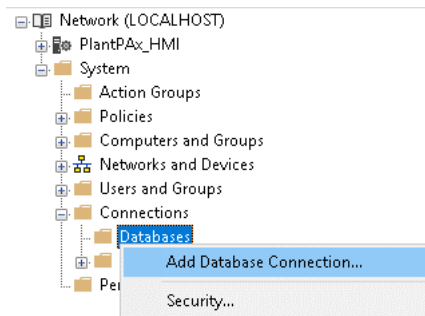 Network (LOCALHOST)
PlantPAx_HMI
System
Action Groups
Policies
Computers and Groups
Networks and Devices
Users and Groups
Connections
Databases
Add Database Connection...
Security...